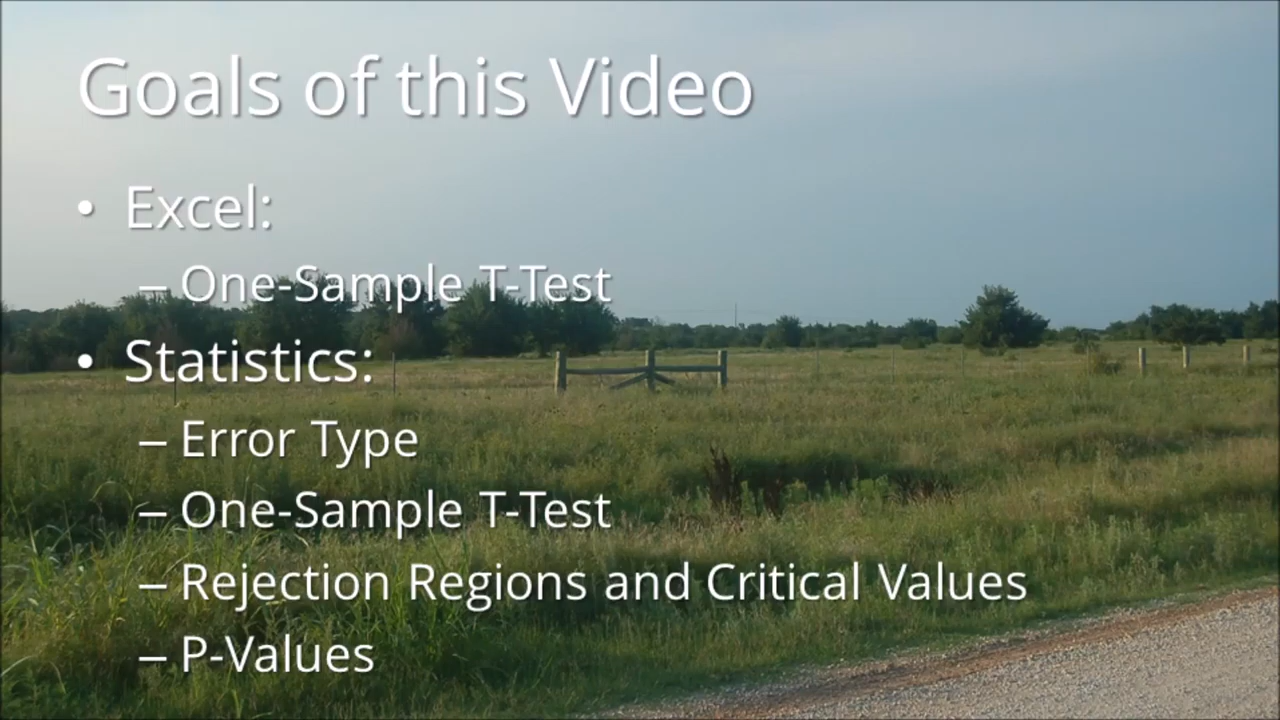 Goals of this Video
• Excel:
– One-Sample T-Test
• Statistics:
– Error Type
– One-Sample T-Test
– Rejection Regions and Critical Values
– P-Values